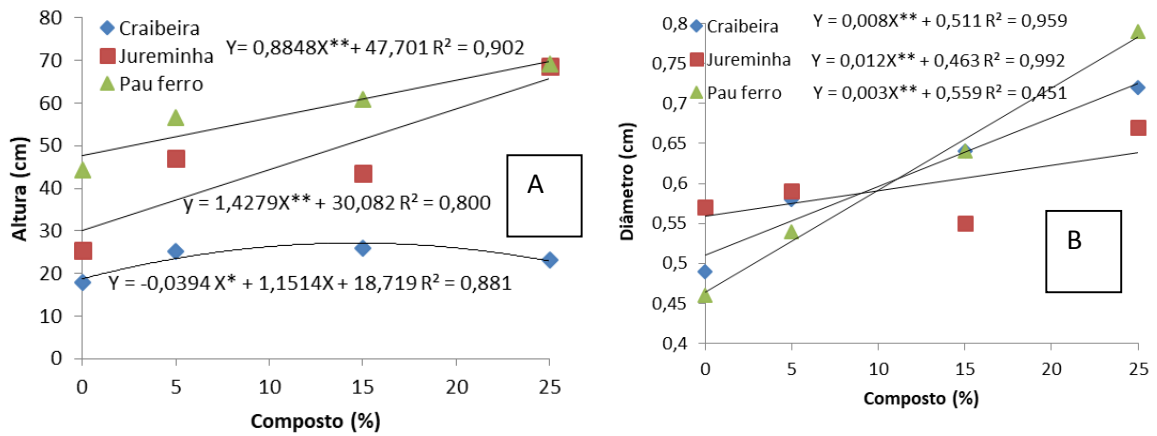 Craibeira
Jureminha
Pau ferro
Y= 0,8848X**+ 47,701 R² = 0,902
y = 1,4279X** + 30,082 R² = 0,800
Y = -0,0394 X* + 1,1514X + 18,719 R² = 0,881
A
Altura (cm)
80
70
60
50
40
30
20
10
0
0 5 10 15 20 25
Composto (%)
Craibeira
Jureminha
Pau ferro
Y = 0,008X** + 0,511 R² = 0,959
Y = 0,012X** + 0,463 R² = 0,992
Y = 0,003X** + 0,559 R² = 0,451
B
Diâmetro (cm)
0,8
0,75
0,7
0,65
0,6
0,55
0,5
0,45
0,4
0 5 10 15 20 25
Composto (%)